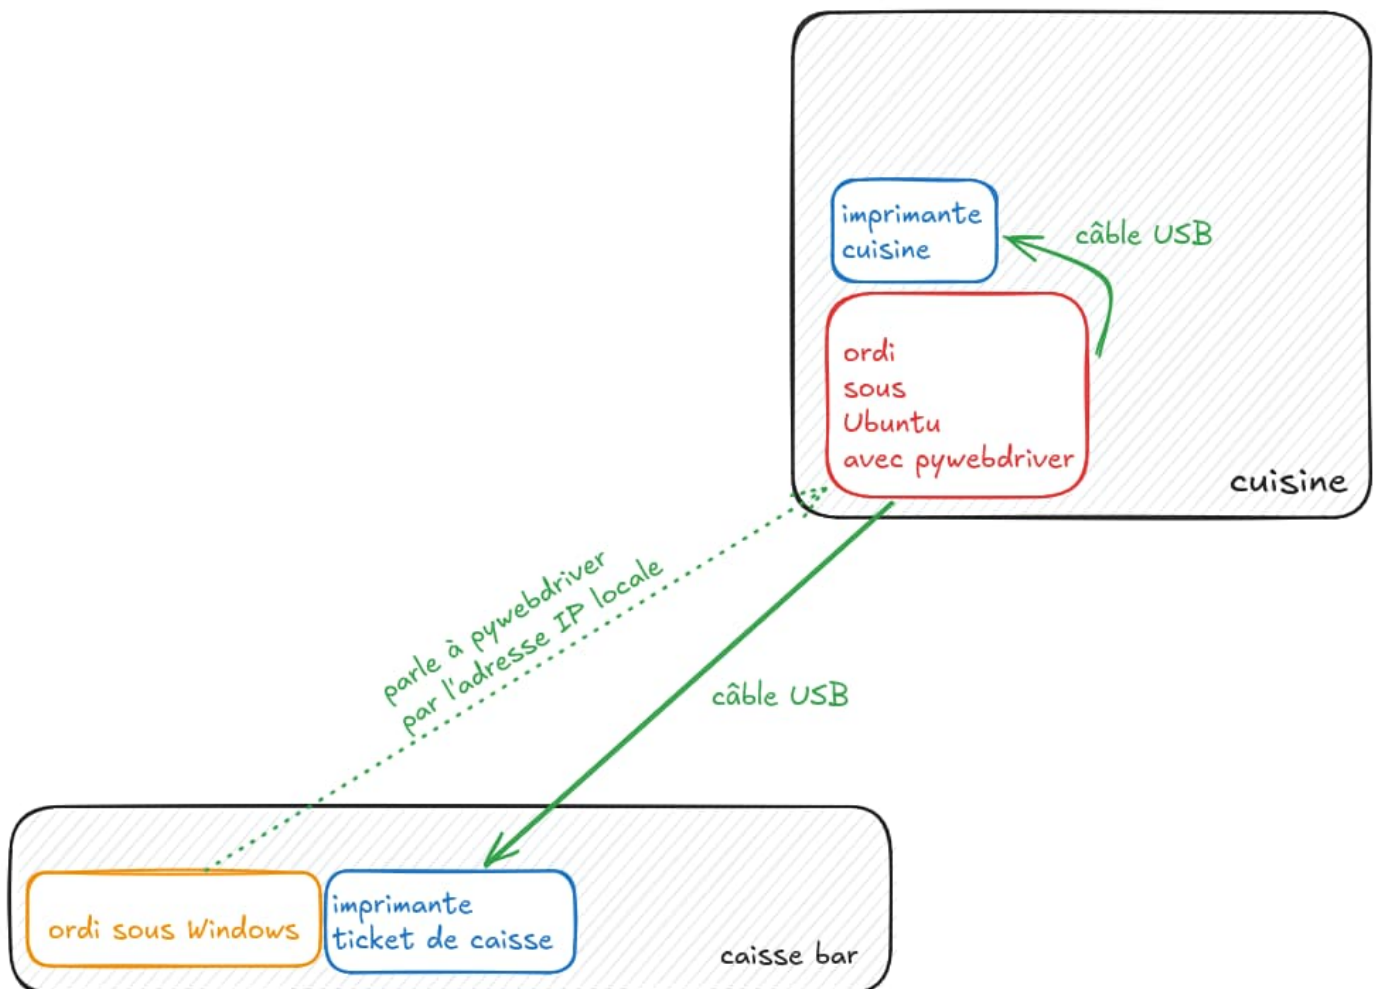 imprimante
cuisine
câble USB
ordi
sous
Ubuntu
avec pywebdriver
cuisine
parle à pywebdriver
par l'adresse IP locale
câble USB
ordi sous Windows
imprimante
ticket de caisse
caisse bar